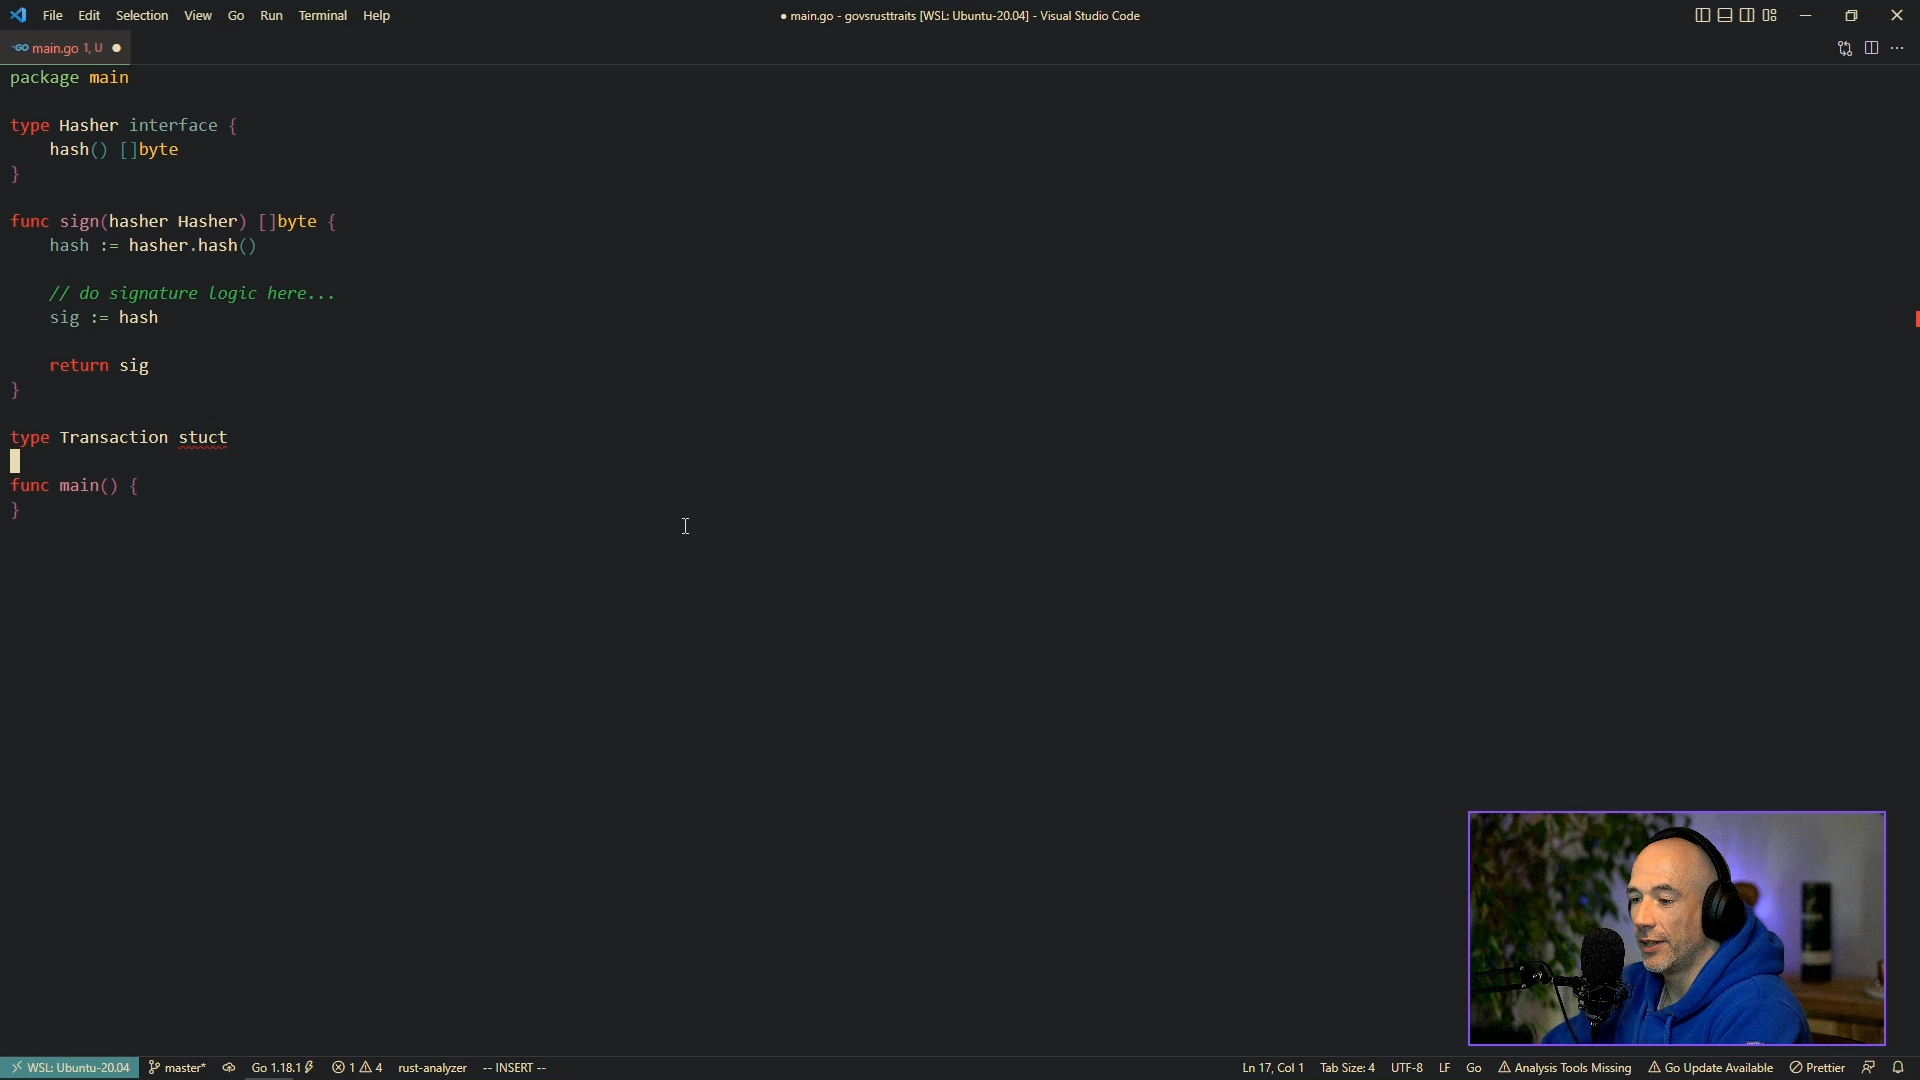 File Edit Selection View Go Run Terminal Help
● main.go - govsrusttraits [WSL: Ubuntu-20.04] - Visual Studio Code
GO main.go 1, U ●
package main
type Hasher interface {
hash() []byte
}
func sign(hasher Hasher) []byte {
hash := hasher.hash()
// do signature logic here...
sig := hash
return sig
}
type Transaction stuct
func main() {
}
WSL: Ubuntu-20.04 master* Go 1.18.1 1 4 rust-analyzer -- INSERT -- Ln 17, Col 1 Tab Size: 4 UTF-8 LF Go Analysis Tools Missing Go Update Available Prettier